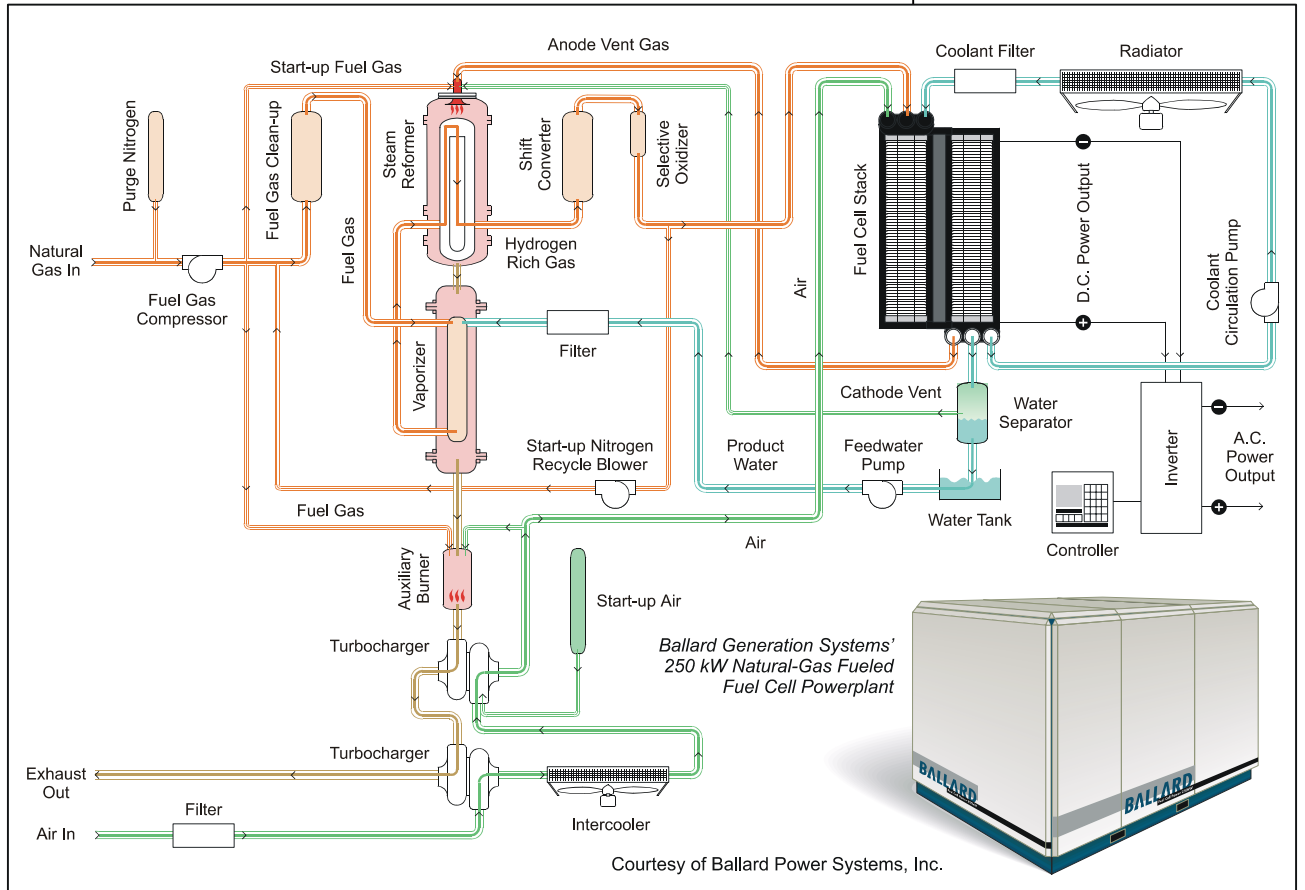 Anode Vent Gas
Coolant Filter
Radiator
Start-up Fuel Gas
Purge Nitrogen
Fuel Gas Clean-up
Steam
Reformer
Shift
Converter
Selective
Oxidizer
Fuel Cell Stack
D.C. Power Output
Coolant
Circulation Pump
Natural
Gas In
Fuel Gas
Compressor
Fuel Gas
Hydrogen
Rich Gas
Air
Vaporizer
Filter
Cathode Vent
Water
Separator
Start-up Nitrogen
Recycle Blower
Product
Water
Feedwater
Pump
Inverter
A.C.
Power
Output
Fuel Gas
Air
Water Tank
Controller
Auxiliary
Burner
Start-up Air
Turbocharger
Ballard Generation Systems'
250 kW Natural-Gas Fueled
Fuel Cell Powerplant
Turbocharger
Exhaust
Out
Filter
Air In
Intercooler
BALLARD
BALLARD
Courtesy of Ballard Power Systems, Inc.